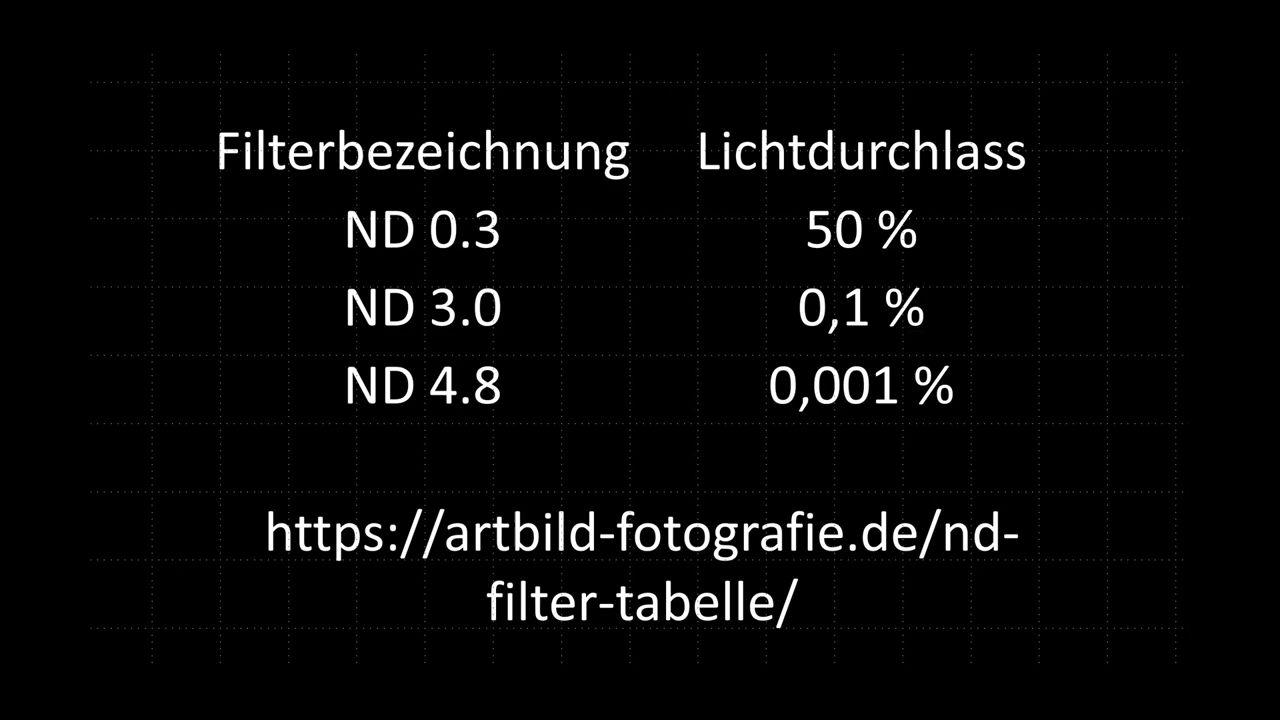 Filterbezeichnung Lichtdurchlass
ND 0.3 50 %
ND 3.0 0,1 %
ND 4.8 0,001 %
https://artbild-fotografie.de/nd-
filter-tabelle/